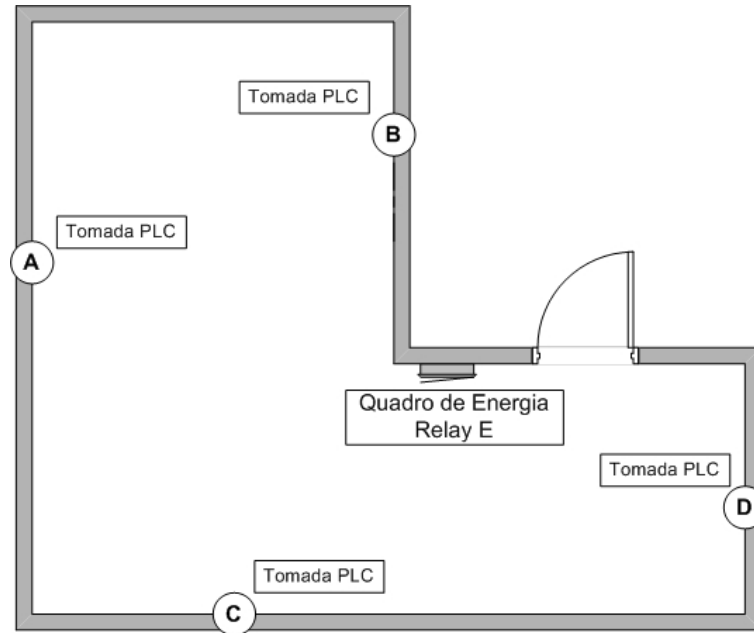 Tomada PLC
B
Tomada PLC
A
Quadro de Energia
Relay E
Tomada PLC
D
Tomada PLC
C